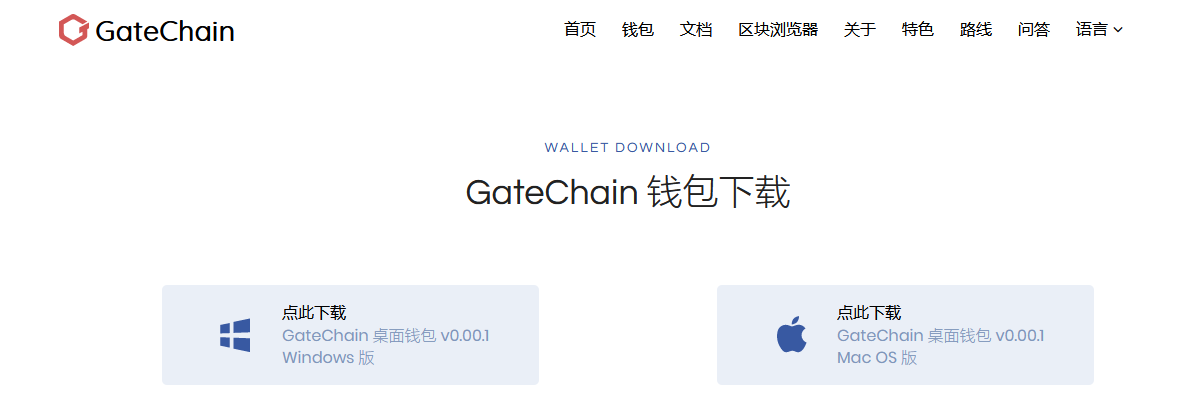 GateChain 首页 钱包 文档 区块浏览器 关于 特色 路线 问答 语言
WALLET DOWNLOAD
GateChain 钱包下载
点此下载
GateChain 桌面钱包 v0.00.1
Windows 版
点此下载
GateChain 桌面钱包 v0.00.1
Mac OS 版